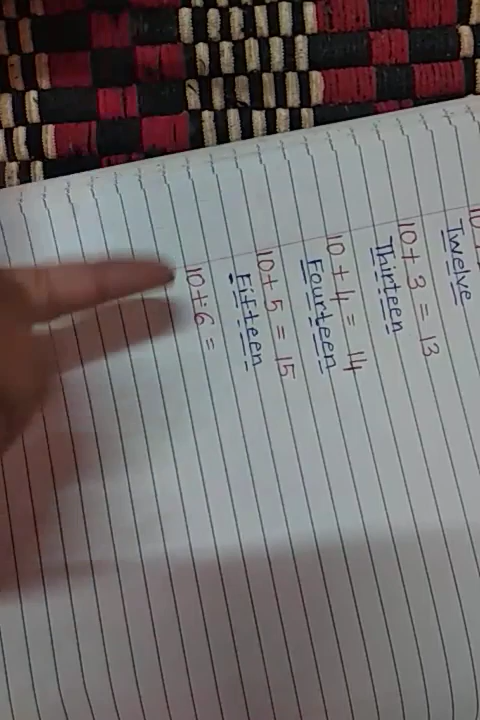 Twelve
10 + 3 = 13
Thirteen
10 + 4 = 14
Fourteen
10 + 5 = 15
Fifteen
10 + 6 =